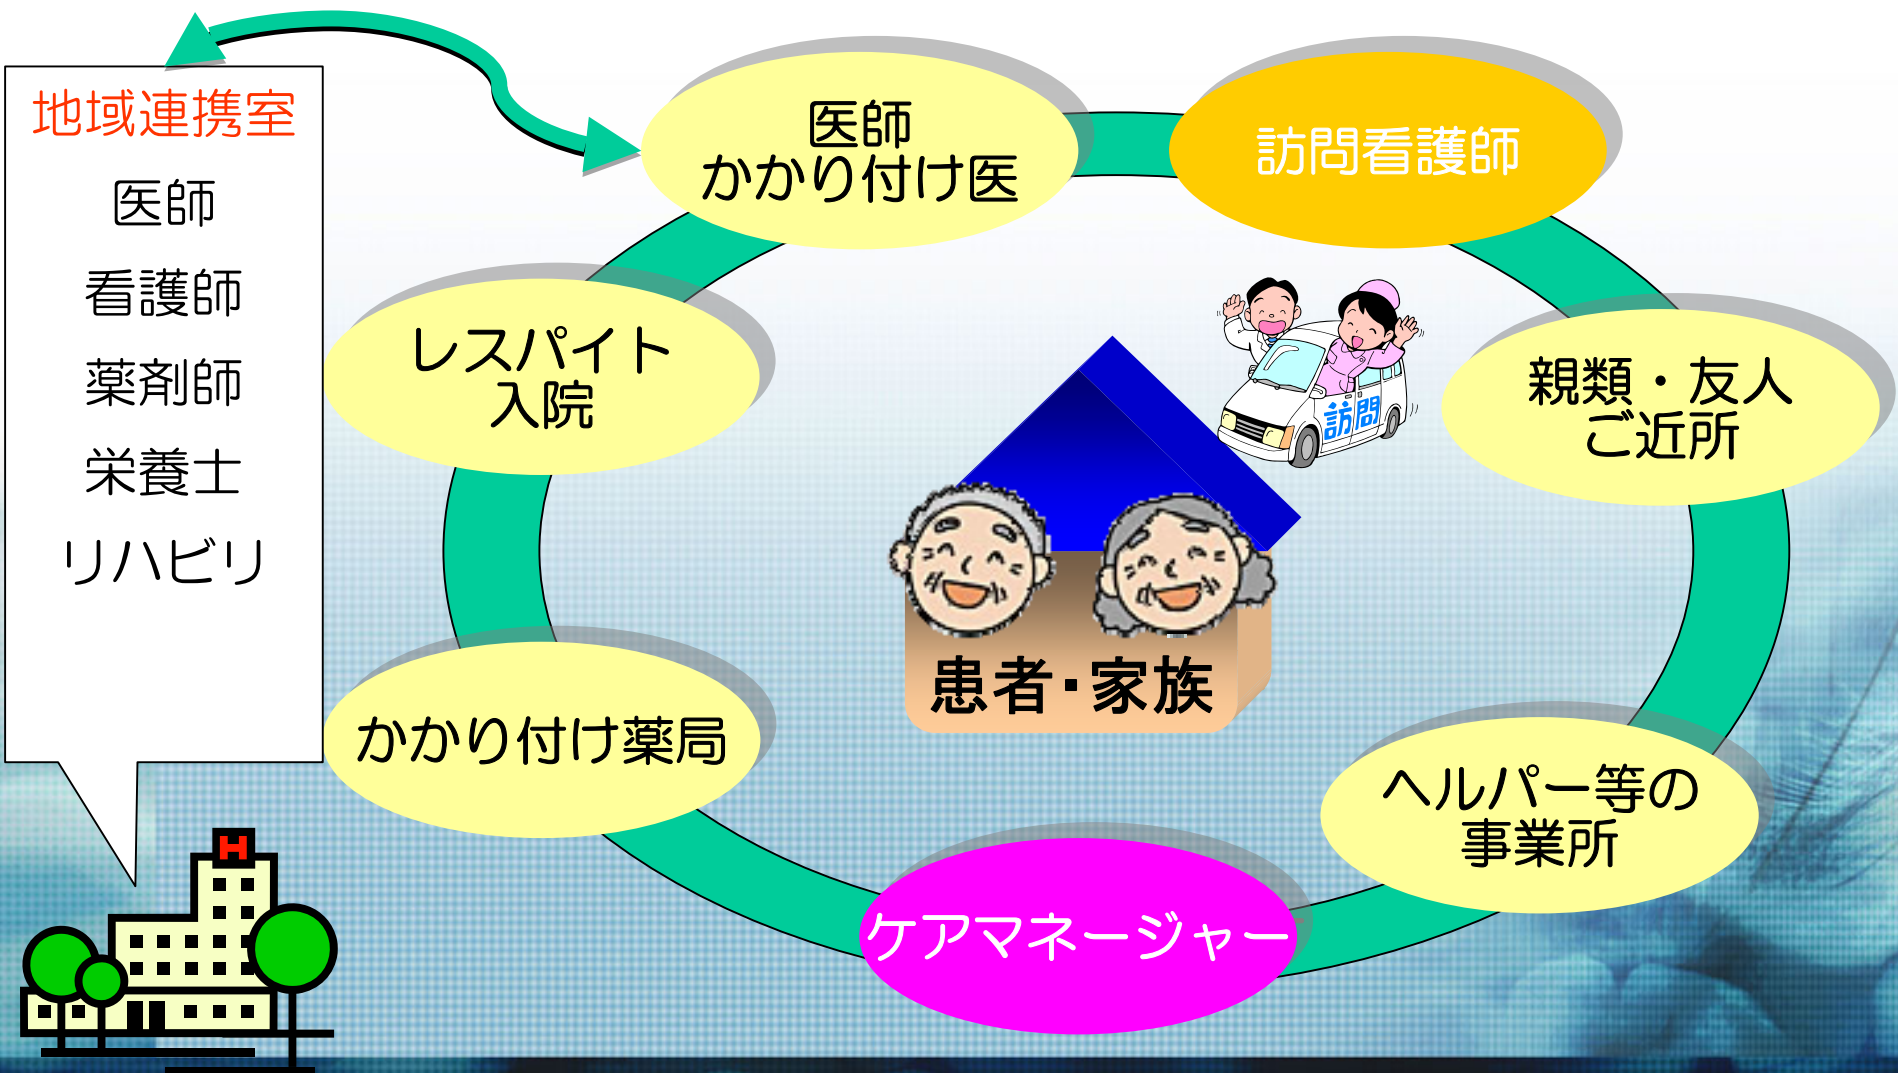 地域連携室
医師
看護師
薬剤師
栄養士
リハビリ
医師
かかり付け医
訪問看護師
レスパイト
入院
親類・友人
ご近所
訪問
患者・家族
かかり付け薬局
ヘルパー等の
事業所
ケアマネージャー
H